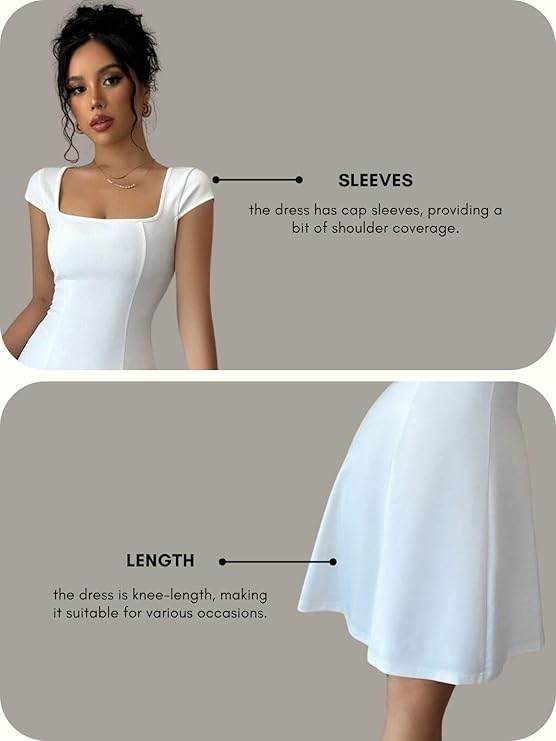 SLEEVES
the dress has cap sleeves, providing a
bit of shoulder coverage.
LENGTH
the dress is knee-length, making
it suitable for various occasions.